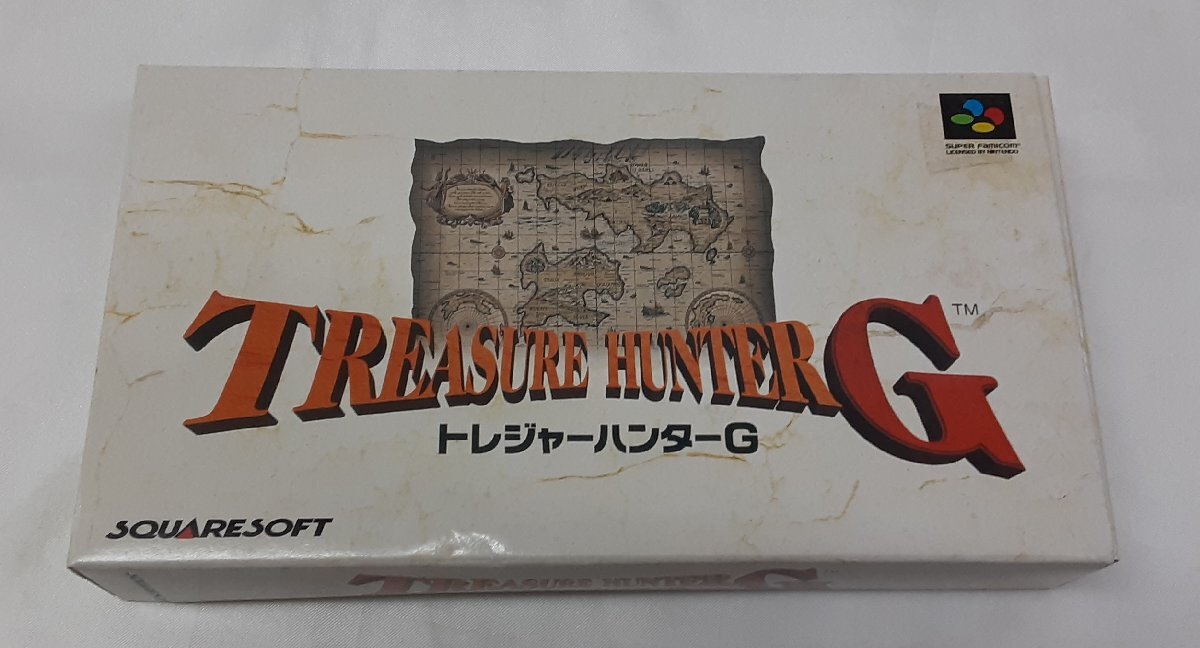 SUPER FAMICOM
LICENSED BY NINTENDO
TREASURE HUNTER G
TM
トレジャーハンターG
SQUARESOFT
TREASURE HUNTER G